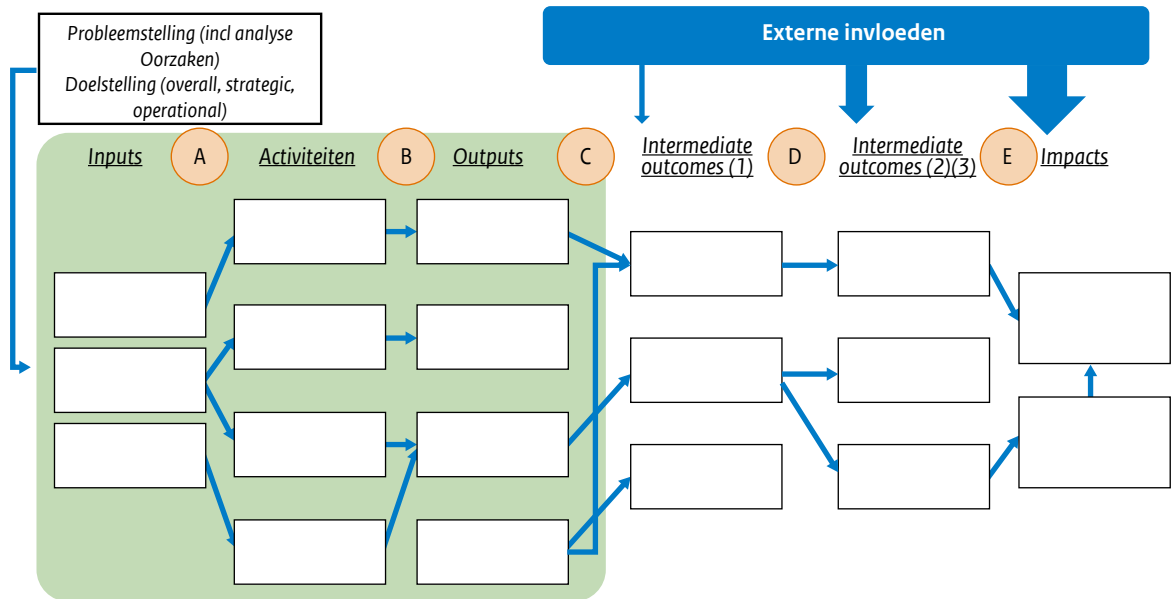 Probleemstelling (incl analyse
Oorzaken)
Doelstelling (overall, strategic,
operational)
Externe invloeden
Inputs
A
Activiteiten
B
Outputs
C
Intermediate
outcomes (1)
D
Intermediate
outcomes (2)(3)
E
Impacts